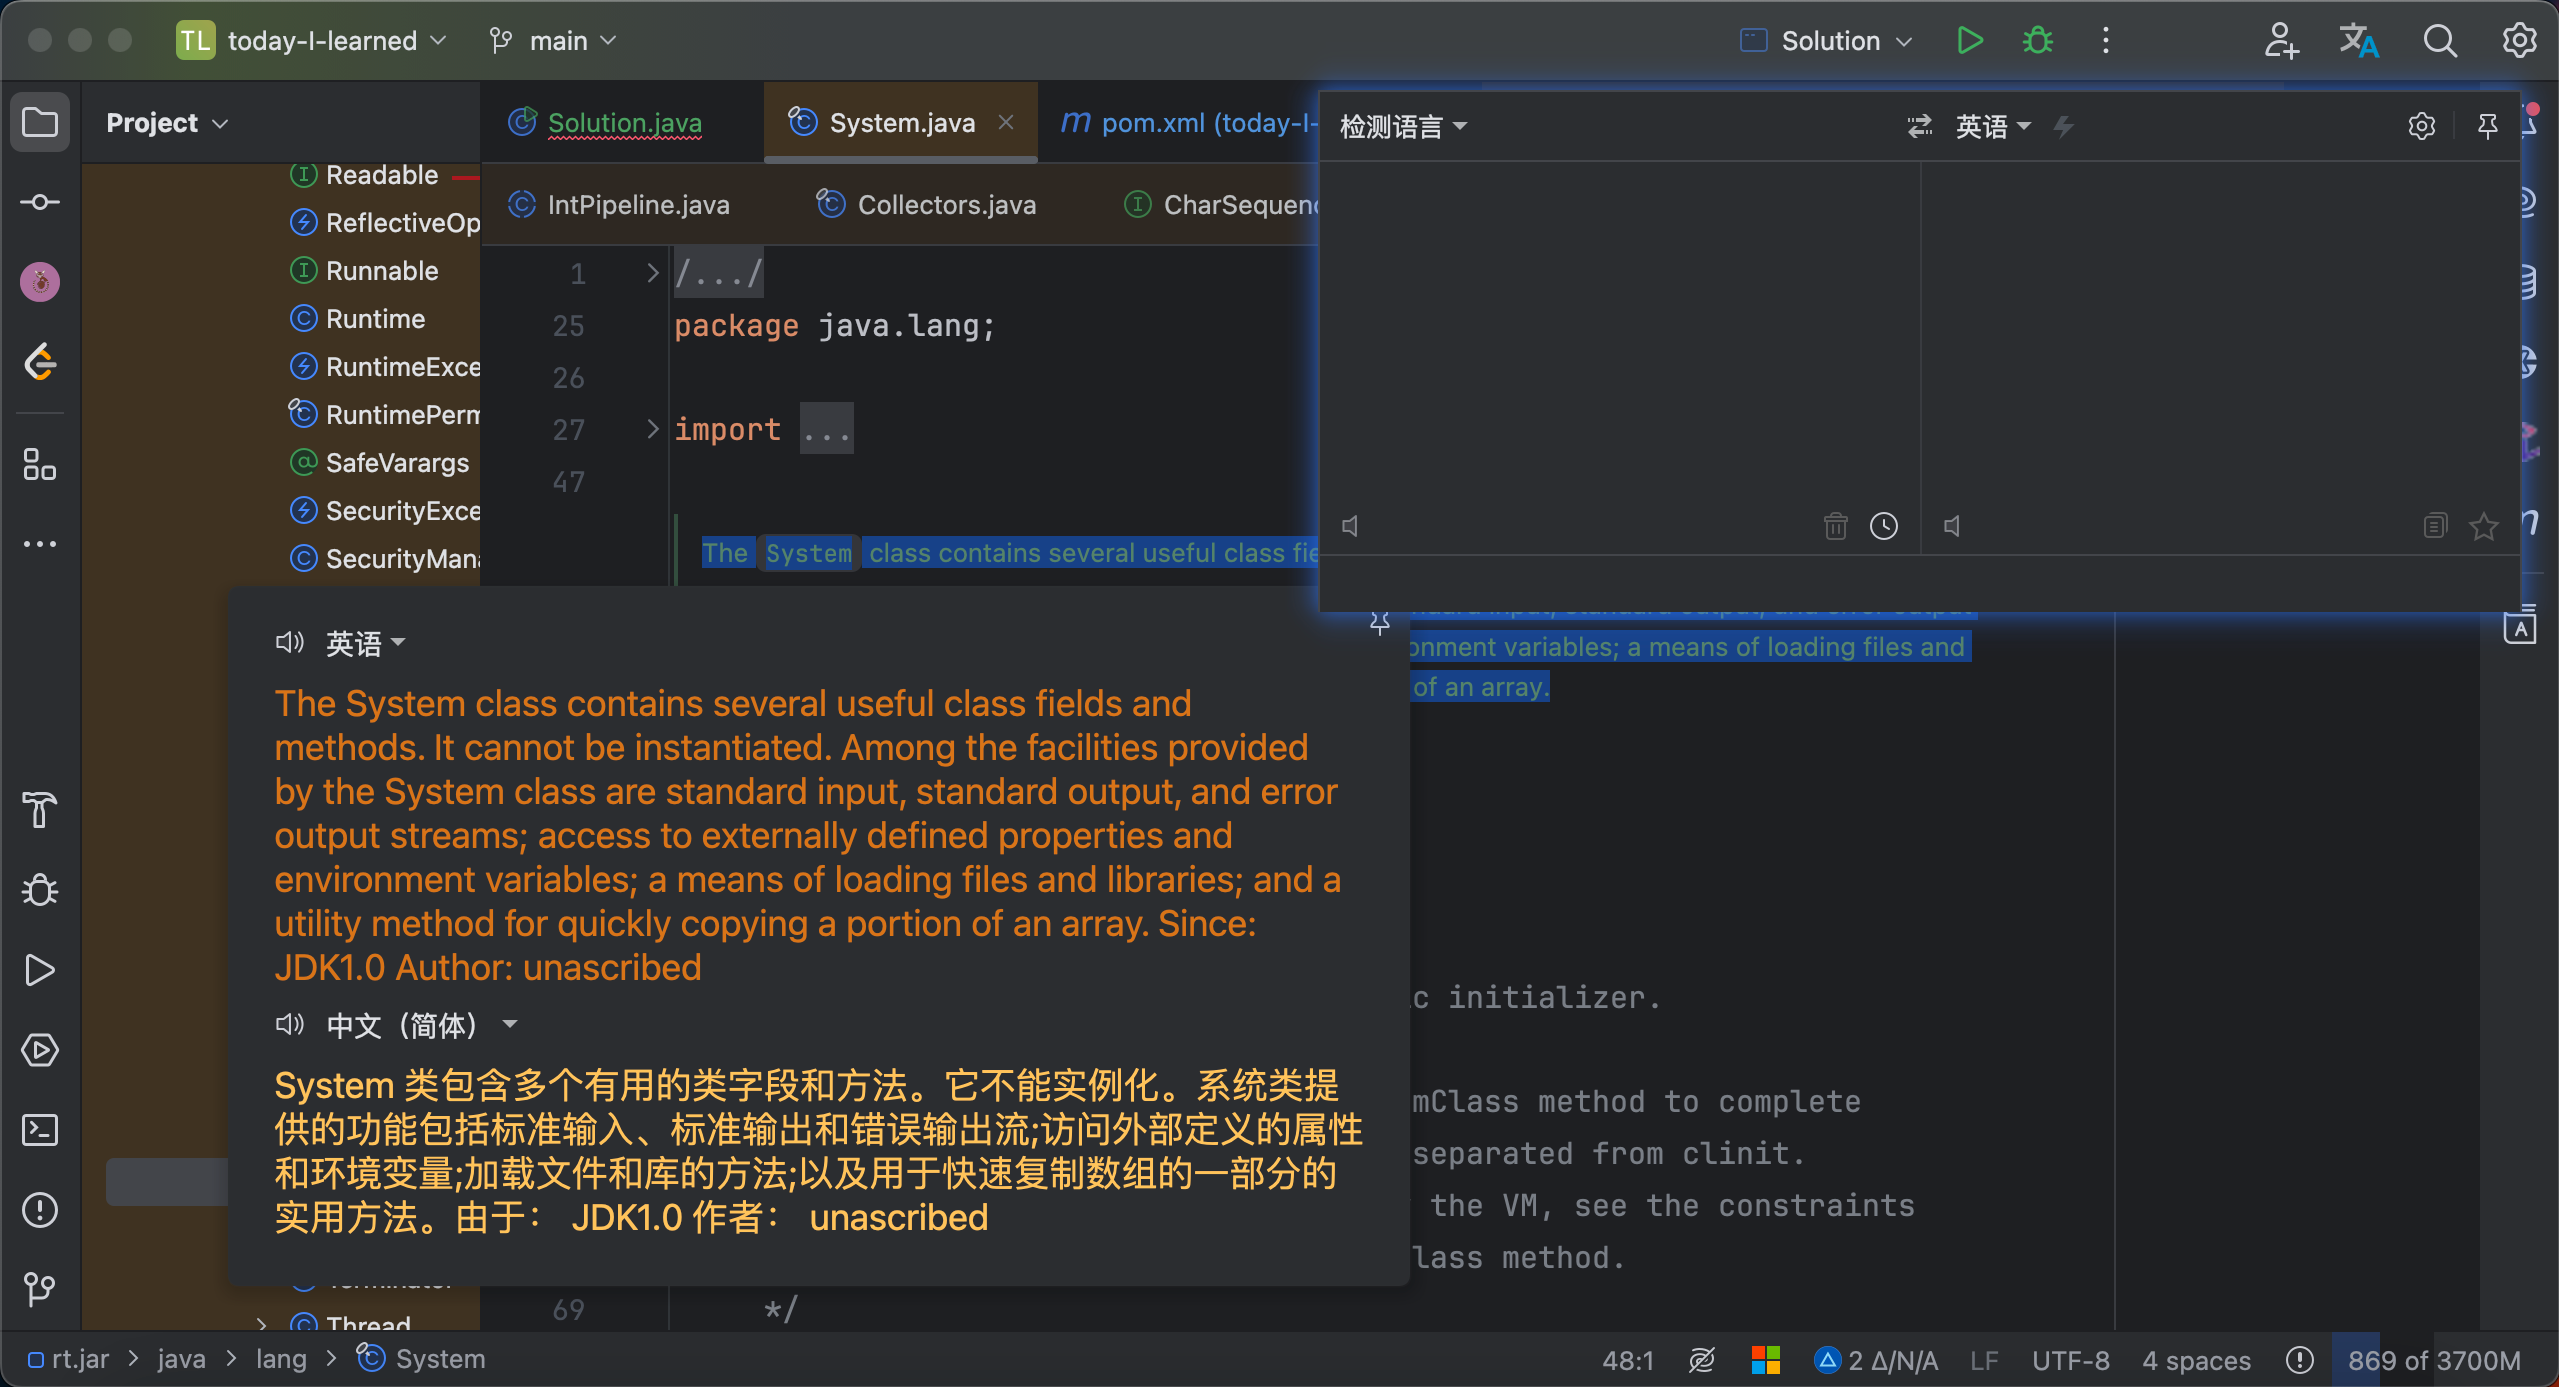 TL today-I-learned main Solution
Project
Solution.java System.java pom.xml (today-I-
IntPipeline.java Collectors.java CharSequenc
Readable
ReflectiveOp
Runnable
Runtime
RuntimeExce
RuntimePerm
SafeVarargs
SecurityExce
SecurityMana
Thread
1 /.../
25 package java.lang;
26
27 import ...
47
The System class contains several useful class fie
检测语言 英语
onment variables; a means of loading files and
of an array.
英语
The System class contains several useful class fields and
methods. It cannot be instantiated. Among the facilities provided
by the System class are standard input, standard output, and error
output streams; access to externally defined properties and
environment variables; a means of loading files and libraries; and a
utility method for quickly copying a portion of an array. Since:
JDK1.0 Author: unascribed
中文（简体）
System 类包含多个有用的类字段和方法。它不能实例化。系统类提
供的功能包括标准输入、标准输出和错误输出流;访问外部定义的属性
和环境变量;加载文件和库的方法;以及用于快速复制数组的一部分的
实用方法。由于： JDK1.0 作者： unascribed
c initializer.
mClass method to complete
separated from clinit.
the VM, see the constraints
lass method.
69 */
rt.jar java lang System
48:1 2 Δ/N/A LF UTF-8 4 spaces 869 of 3700M